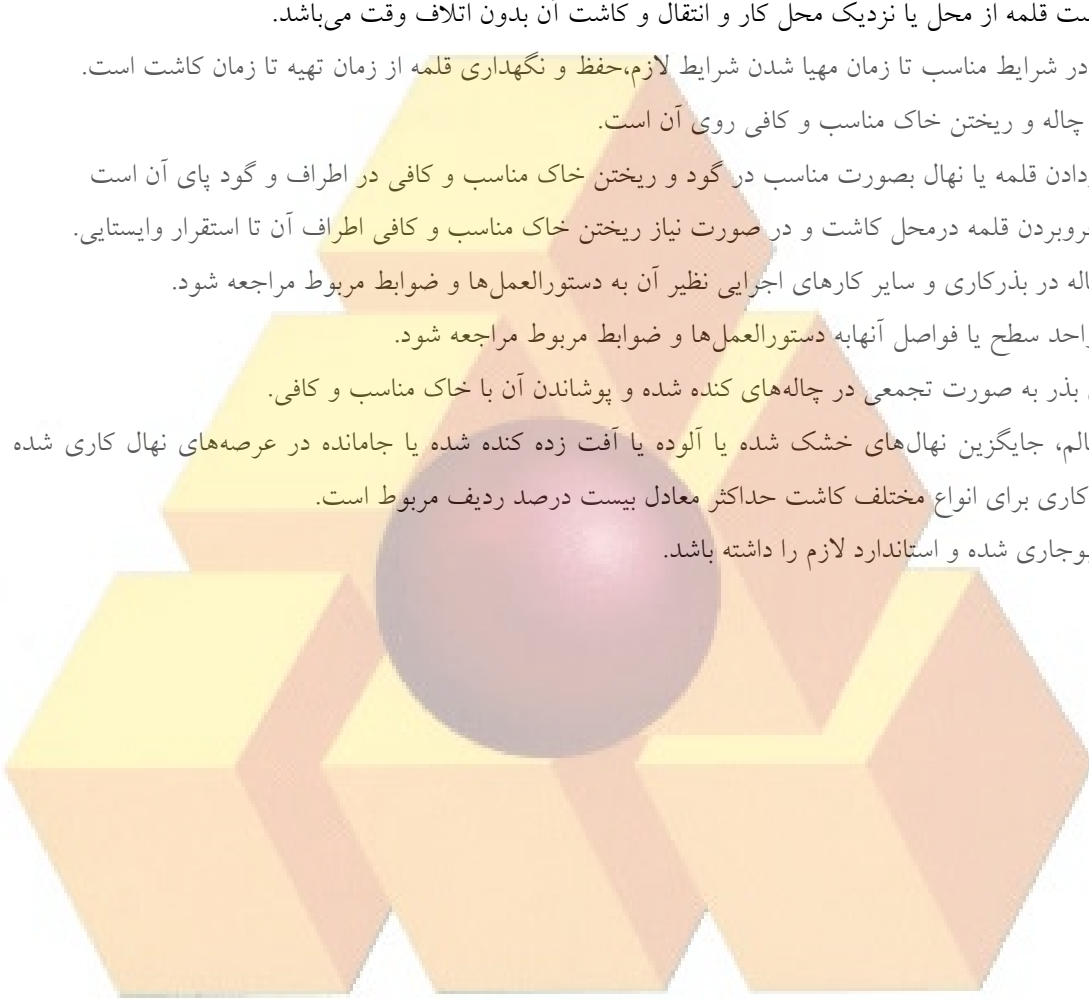 قلمه از محل یا نزدیک محل کار و انتقال و کاشت آن بدون اتلاف وقت می‌باشد.
در شرایط مناسب تا زمان مهیا شدن شرایط لازم،حفظ و نگهداری قلمه از زمان تهیه تا زمان کاشت است.
چاله و ریختن خاک مناسب و کافی روی آن است.
دادن قلمه یا نهال بصورت مناسب در گود و ریختن خاک مناسب و کافی در اطراف و گود پای آن است
فروبردن قلمه درمحل کاشت و در صورت نیاز ریختن خاک مناسب و کافی اطراف آن تا استقرار وایستایی.
در بذرکاری و سایر کارهای اجرایی نظیر آن به دستورالعمل‌ها و ضوابط مربوط مراجعه شود.
واحد سطح یا فواصل آنهابه دستورالعمل‌ها و ضوابط مربوط مراجعه شود.
بذر به صورت تجمعی در چاله‌های کنده شده و پوشاندن آن با خاک مناسب و کافی.
جایگزین نهال‌های خشک شده یا آلوده یا آفت زده کنده شده یا جامانده در عرصه‌های نهال کاری شده
کاری برای انواع مختلف کاشت حداکثر معادل بیست درصد ردیف مربوط است.
شده و استاندارد لازم را داشته باشد.